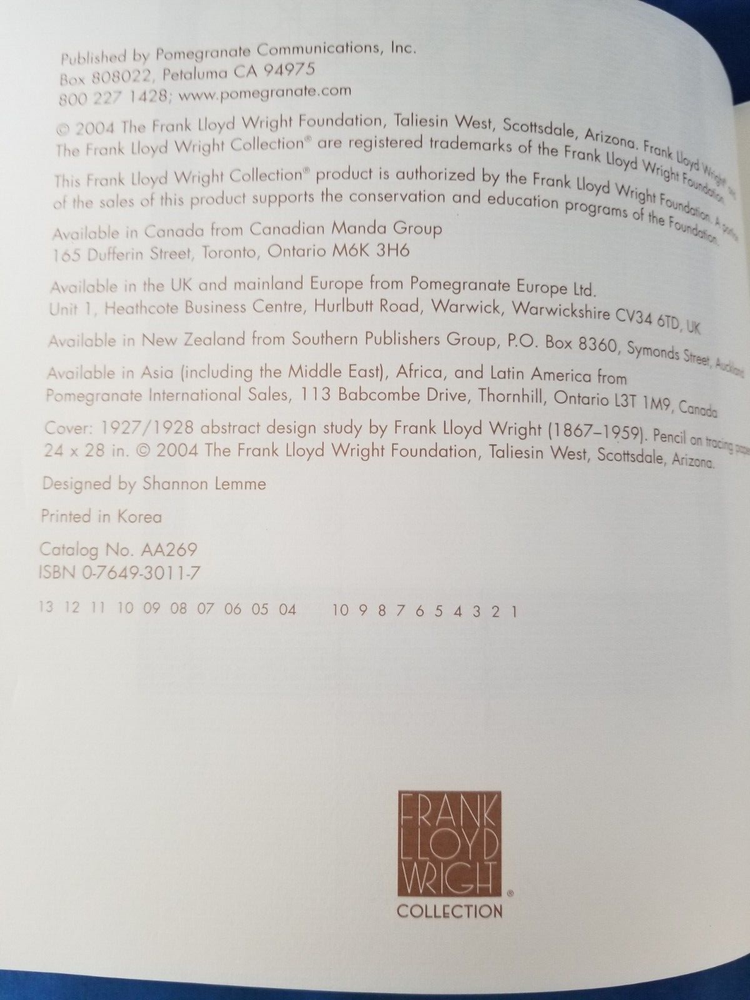 Published by Pomegranate Communications, Inc.
Box 808022, Petaluma CA 94975
800 227 1428; www.pomegranate.com
© 2004 The Frank Lloyd Wright Foundation, Taliesin West, Scottsdale, Arizona. Frank Lloyd Wright®
The Frank Lloyd Wright Collection® are registered trademarks of the Frank Lloyd Wright Foundation.
This Frank Lloyd Wright Collection® product is authorized by the Frank Lloyd Wright Foundation. A portion
of the sales of this product supports the conservation and education programs of the Foundation.
Available in Canada from Canadian Manda Group
165 Dufferin Street, Toronto, Ontario M6K 3H6
Available in the UK and mainland Europe from Pomegranate Europe Ltd.
Unit 1, Heathcote Business Centre, Hurlbutt Road, Warwick, Warwickshire CV34 6TD, UK
Available in New Zealand from Southern Publishers Group, P.O. Box 8360, Symonds Street, Auckland
Available in Asia (including the Middle East), Africa, and Latin America from
Pomegranate International Sales, 113 Babcombe Drive, Thornhill, Ontario L3T 1M9, Canada
Cover: 1927/1928 abstract design study by Frank Lloyd Wright (1867–1959). Pencil on tracing paper
24 x 28 in. © 2004 The Frank Lloyd Wright Foundation, Taliesin West, Scottsdale, Arizona.
Designed by Shannon Lemme
Printed in Korea
Catalog No. AA269
ISBN 0-7649-3011-7
13 12 11 10 09 08 07 06 05 04 10 9 8 7 6 5 4 3 2 1
FRANK
LLOYD
WRIGHT®
COLLECTION